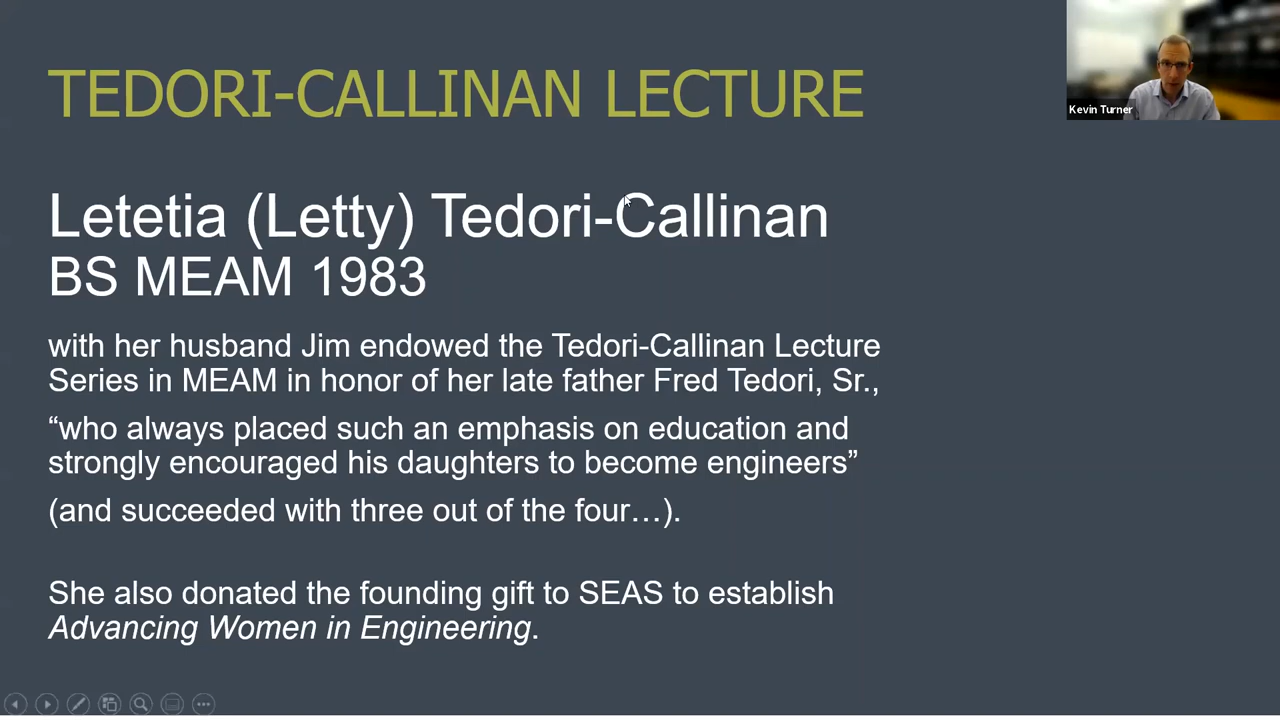 TEDORI-CALLINAN LECTURE
Kevin Turner
Letetia (Letty) Tedori-Callinan
BS MEAM 1983
with her husband Jim endowed the Tedori-Callinan Lecture
Series in MEAM in honor of her late father Fred Tedori, Sr.,
“who always placed such an emphasis on education and
strongly encouraged his daughters to become engineers”
(and succeeded with three out of the four…).
She also donated the founding gift to SEAS to establish
Advancing Women in Engineering.